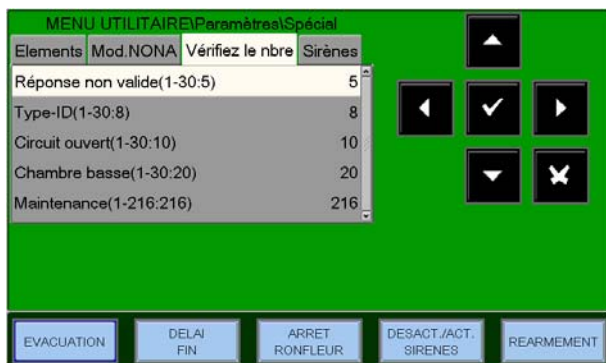 MENU UTILITAIRE\Paramètres\Spécial
Elements Mod.NONA Vérifiez le nbre Sirènes
Réponse non valide(1-30:5) 5
Type-ID(1-30:8) 8
Circuit ouvert(1-30:10) 10
Chambre basse(1-30:20) 20
Maintenance(1-216:216) 216
EVACUATION
DELAI
FIN
ARRET
RONFLEUR
DESACT./ACT.
SIRENES
REARMEMENT